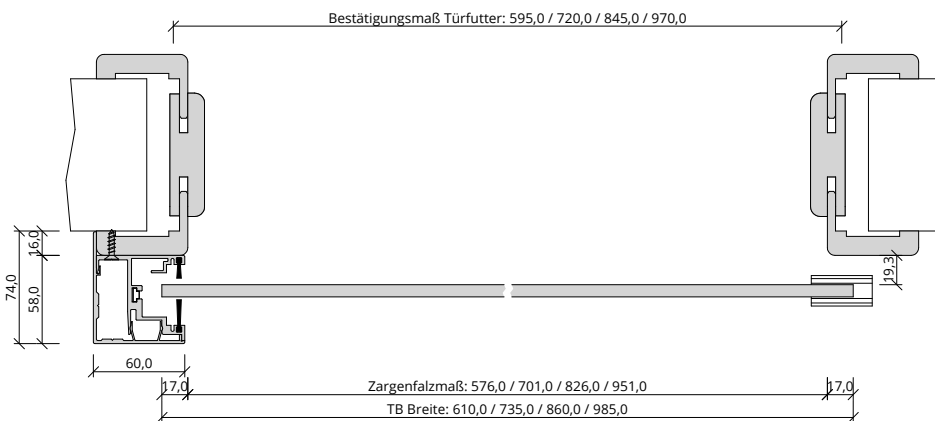 Bestätigungsmaß Türfutter: 595,0 / 720,0 / 845,0 / 970,0
16,0
74,0
58,0
19,3
60,0
17,0
Zargenfalzmaß: 576,0 / 701,0 / 826,0 / 951,0
17,0
TB Breite: 610,0 / 735,0 / 860,0 / 985,0